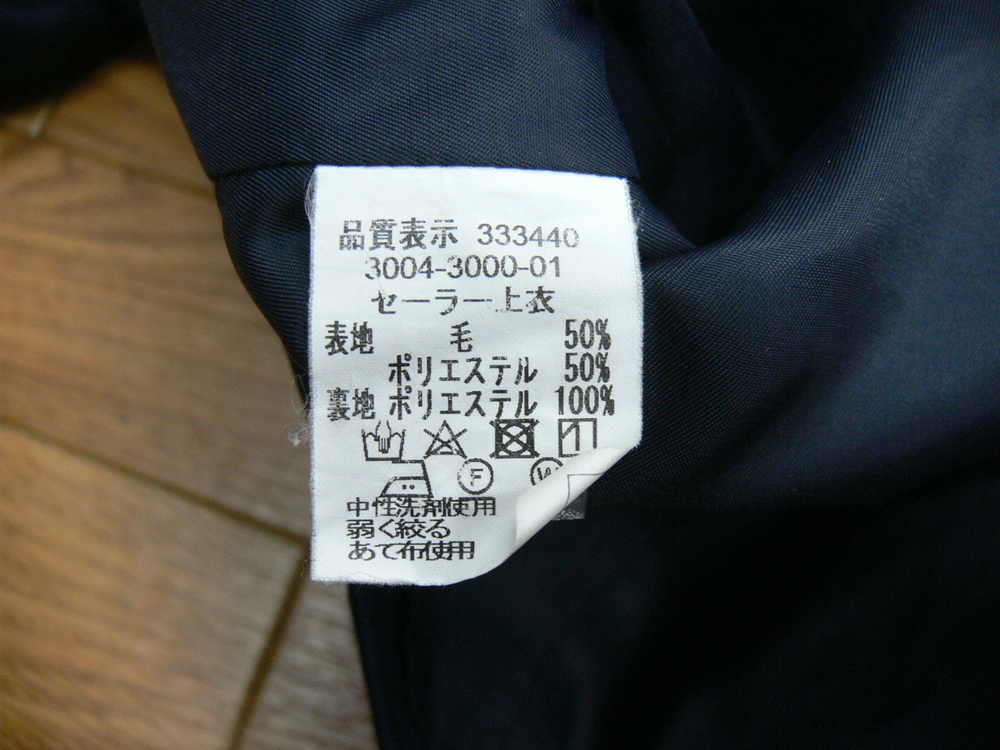 品質表示 333440
3004-3000-01
セーラー上衣
表地 毛 50%
ポリエステル 50%
裏地 ポリエステル 100%
F W
中性洗剤使用
弱く絞る
あて布使用